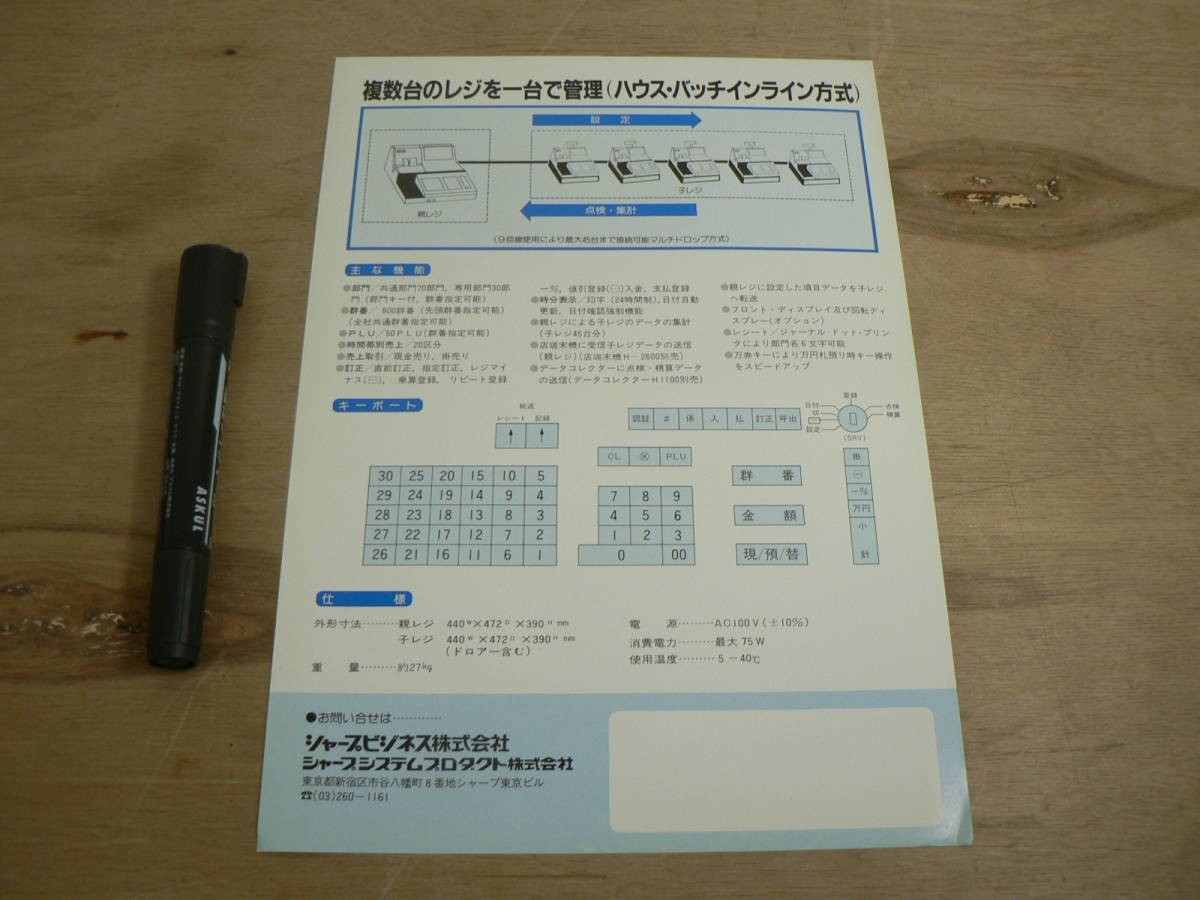 複数台のレジを一台で管理(ハウス・バッチインライン方式)
設定
親レジ
子レジ
点検・集計
(9回線使用により最大45台まで接続可能マルチドロップ方式)
主な機能
●部門/共通部門70部門,専用部門30部
門(部門キー付,群番指定可能)
●群番/800群番(先頭群番指定可能)
(全社共通群番指定可能)
●PLU/50PLU(群番指定可能)
●時間帯別売上/20区分
●売上取引/現金売り,掛売り
●訂正/直前訂正,指定訂正,レジマイ
ナス(㊀),乗算登録,リピート登録
-%,値引登録(㊀)入金,支払登録
●時分表示/印字(24時間制),日付自動
更新,日付確認強制機能
●親レジによる子レジのデータの集計
(子レジ45台分)
●店端末機に受信子レジデータの送信
(親レジ)(店端末機H-2600別売)
●データコレクターに点検・積算データ
の送信(データコレクターH1100別売)
●親レジに設定した項目データを子レジ
へ転送
●フロント・ディスプレイ及び回転ディ
スプレー(オプション)
●レシート/ジャーナル ドット・プリン
タにより部門名6文字可能
●万券キーにより万円札預り時キー操作
をスピードアップ
キーボート
紙送
レシート 記録
↑ ↑
認証 # 係 入 払 訂正 呼出
登録
日付
切
設定
点検
積算
(SRV)
CL ⊗ PLU
30 25 20 15 10 5
29 24 19 14 9 4
28 23 18 13 8 3
27 22 17 12 7 2
26 21 16 11 6 1
7 8 9
4 5 6
1 2 3
0 00
群番
金額
現/預/替
掛
㊀
-%
万円
小
計
仕様
外形寸法………親レジ 440ᵂ×472ᴰ×390ᴴmm
子レジ 440ᵂ×472ᴰ×390ᴴmm
(ドロアー含む)
重量………約27kg
電源………AC100V(±10%)
消費電力………最大75W
使用温度………5-40℃
●お問い合せは…………
シャープビジネス株式会社
シャープシステムプロダクト株式会社
東京都新宿区市谷八幡町8番地シャープ東京ビル
☎(03)260-1161
ASKUL